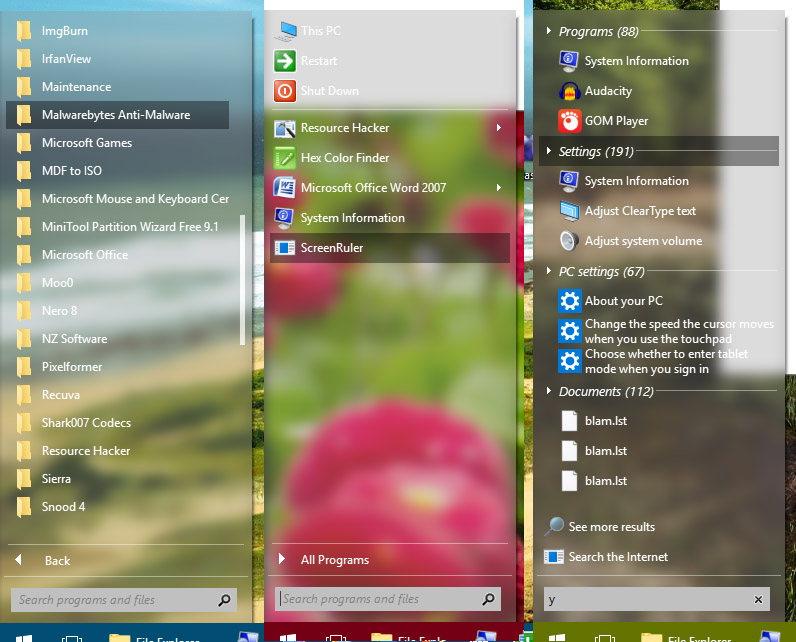 ImgBurn
IrfanView
Maintenance
Malwarebytes Anti-Malware
Microsoft Games
MDF to ISO
Microsoft Mouse and Keyboard Cer
MiniTool Partition Wizard Free 9.1
Microsoft Office
Moo0
Nero 8
NZ Software
Pixelformer
Recuva
Shark007 Codecs
Resource Hacker
Sierra
Snood 4
Back
Search programs and files
File Explorer
This PC
Restart
Shut Down
Resource Hacker
Hex Color Finder
Microsoft Office Word 2007
System Information
ScreenRuler
All Programs
Search programs and files
Programs (88)
System Information
Audacity
GOM Player
Settings (191)
System Information
Adjust ClearType text
Adjust system volume
PC settings (67)
About your PC
Change the speed the cursor moves
when you use the touchpad
Choose whether to enter tablet
mode when you sign in
Documents (112)
blam.lst
blam.lst
blam.lst
See more results
Search the Internet
y
File Explorer